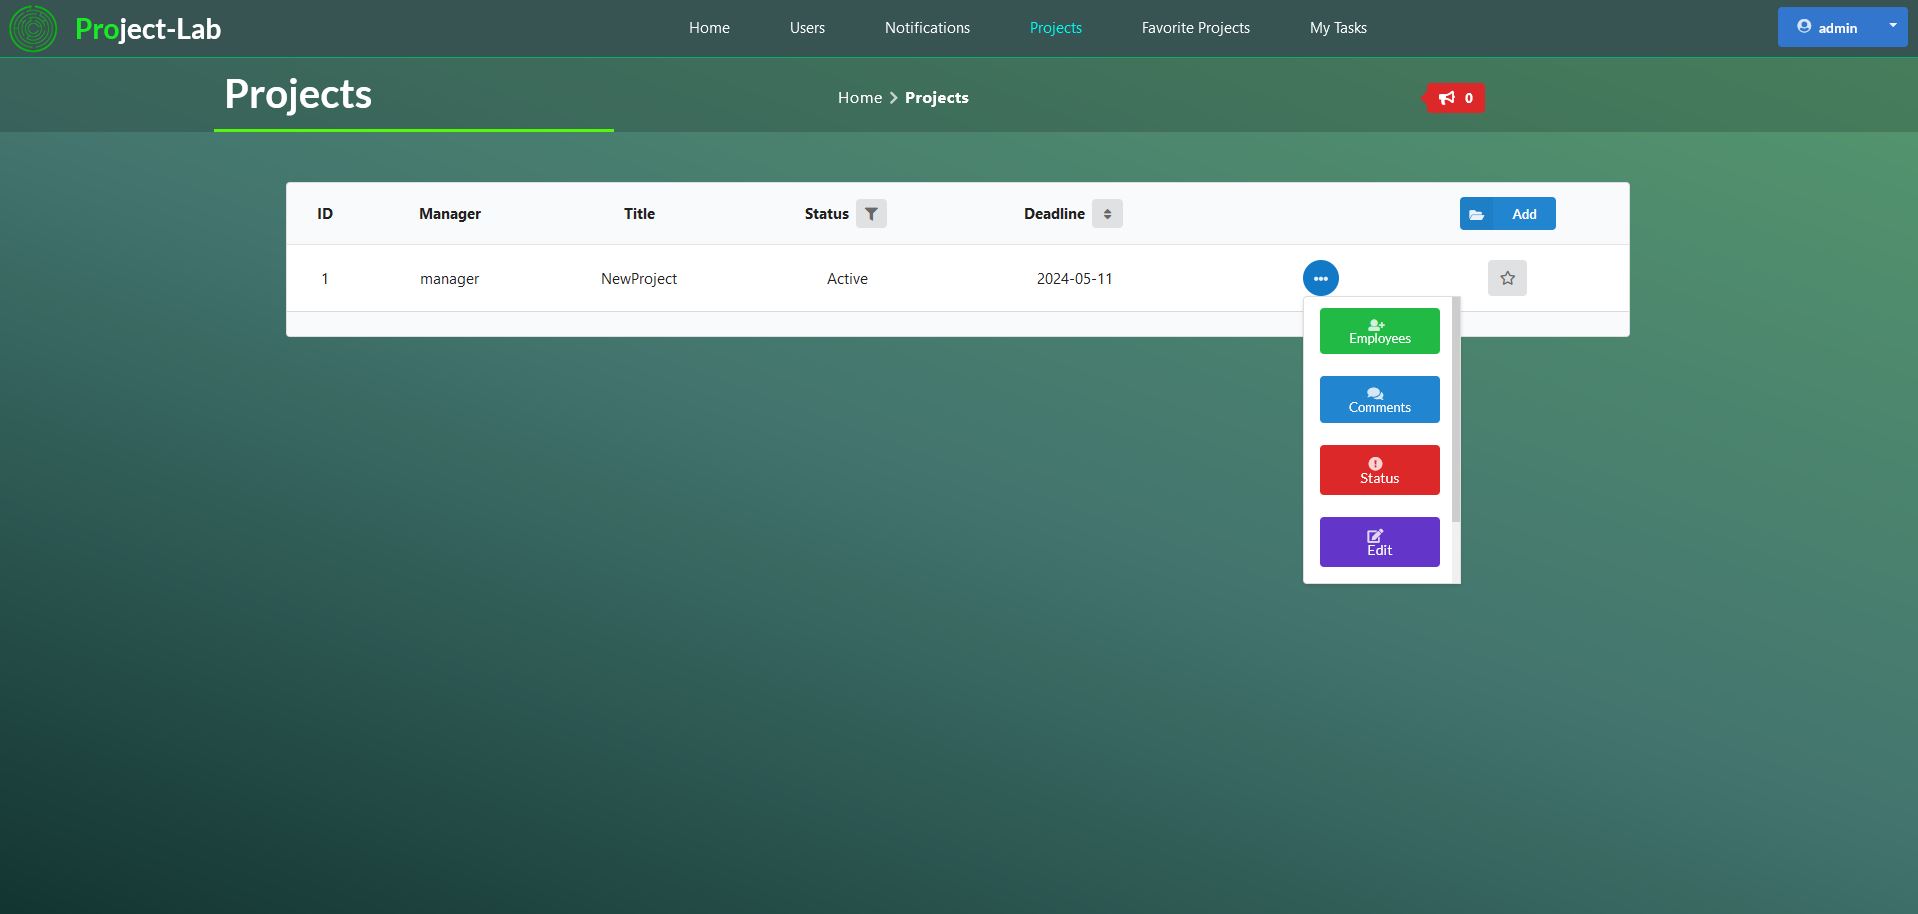 Project-Lab
Home Users Notifications Projects Favorite Projects My Tasks
admin
Projects
Home Projects
0
ID Manager Title Status Deadline Add
1 manager NewProject Active 2024-05-11
Employees
Comments
Status
Edit